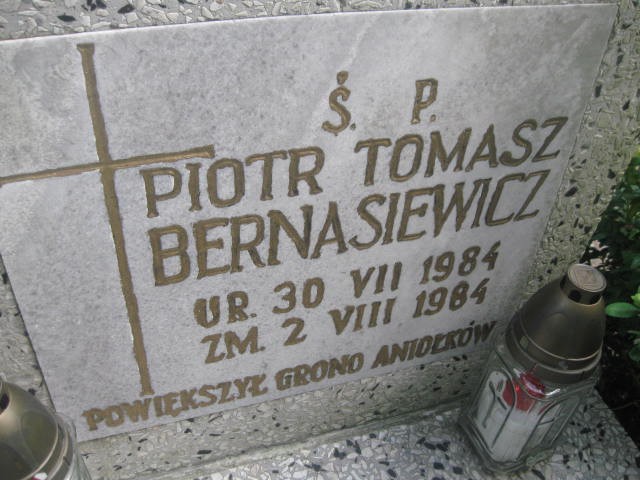 Ś. P.
PIOTR TOMASZ
BERNASIEWICZ
UR. 30 VII 1984
ZM. 2 VIII 1984
POWIĘKSZYŁ GRONO ANIOŁKÓW